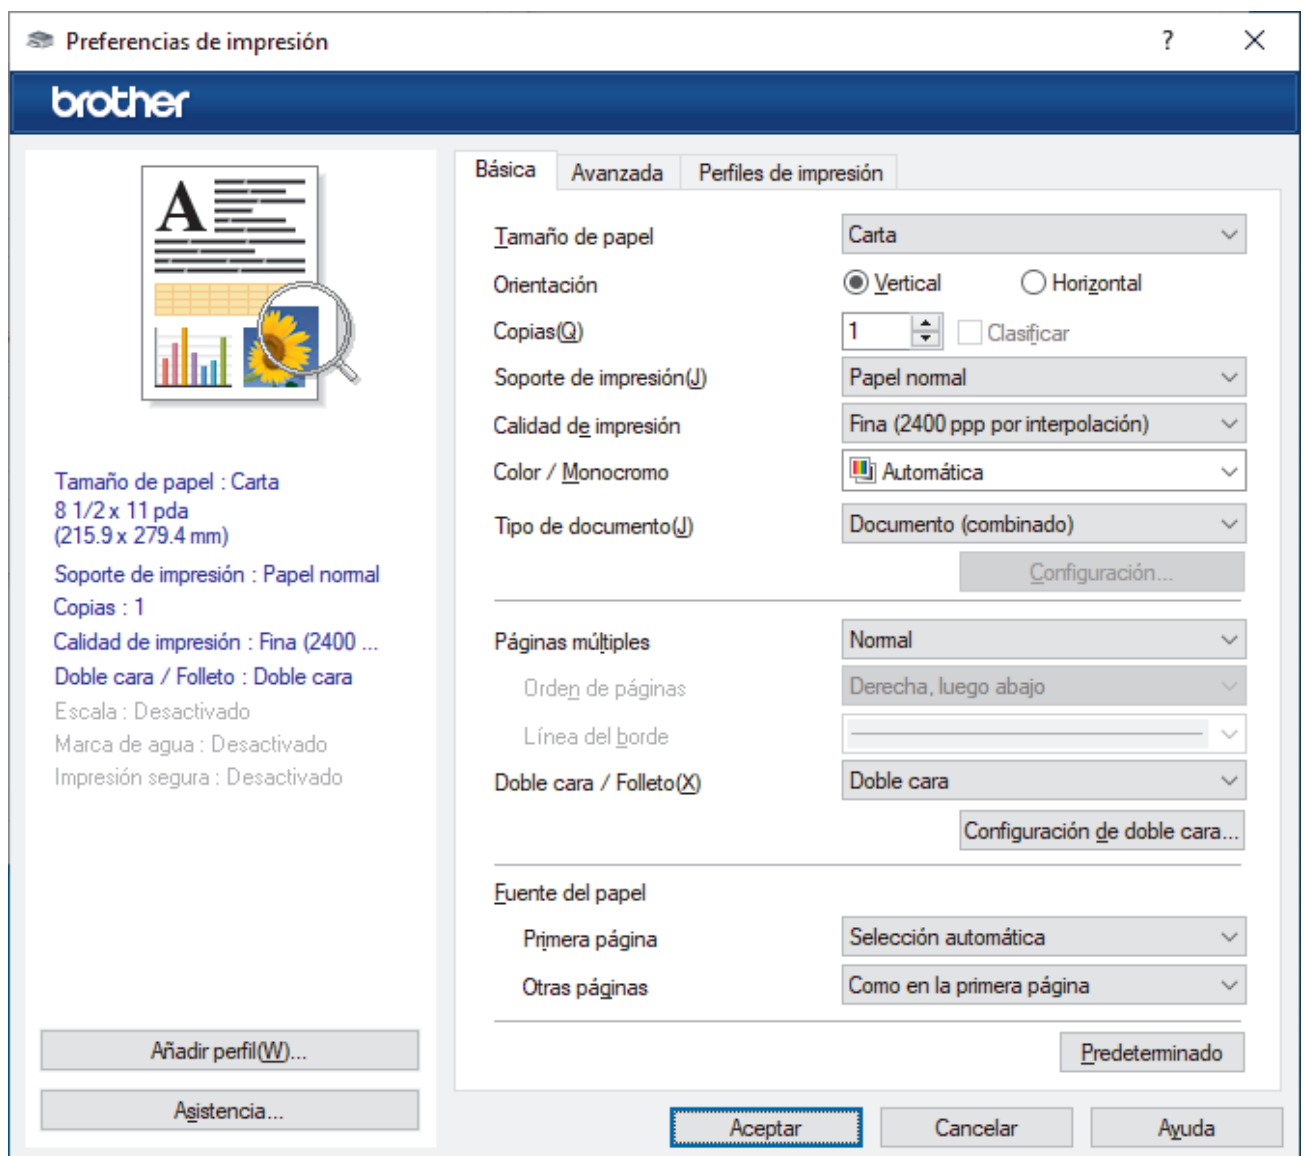 Preferencias de impresión
?
brother
A
Tamaño de papel : Carta
8 1/2 x 11 pda
(215.9 x 279.4 mm)
Soporte de impresión : Papel normal
Copias : 1
Calidad de impresión : Fina (2400 ...
Doble cara / Folleto : Doble cara
Escala : Desactivado
Marca de agua : Desactivado
Impresión segura : Desactivado
Añadir perfil(W)...
Asistencia...
Básica Avanzada Perfiles de impresión
Tamaño de papel Carta
Orientación Vertical Horizontal
Copias(Q) 1 Clasificar
Soporte de impresión(J) Papel normal
Calidad de impresión Fina (2400 ppp por interpolación)
Color / Monocromo Automática
Tipo de documento(J) Documento (combinado)
Configuración...
Páginas múltiples Normal
Orden de páginas Derecha, luego abajo
Línea del borde
Doble cara / Folleto(X) Doble cara
Configuración de doble cara...
Fuente del papel
Primera página Selección automática
Otras páginas Como en la primera página
Predeterminado
Aceptar Cancelar Ayuda